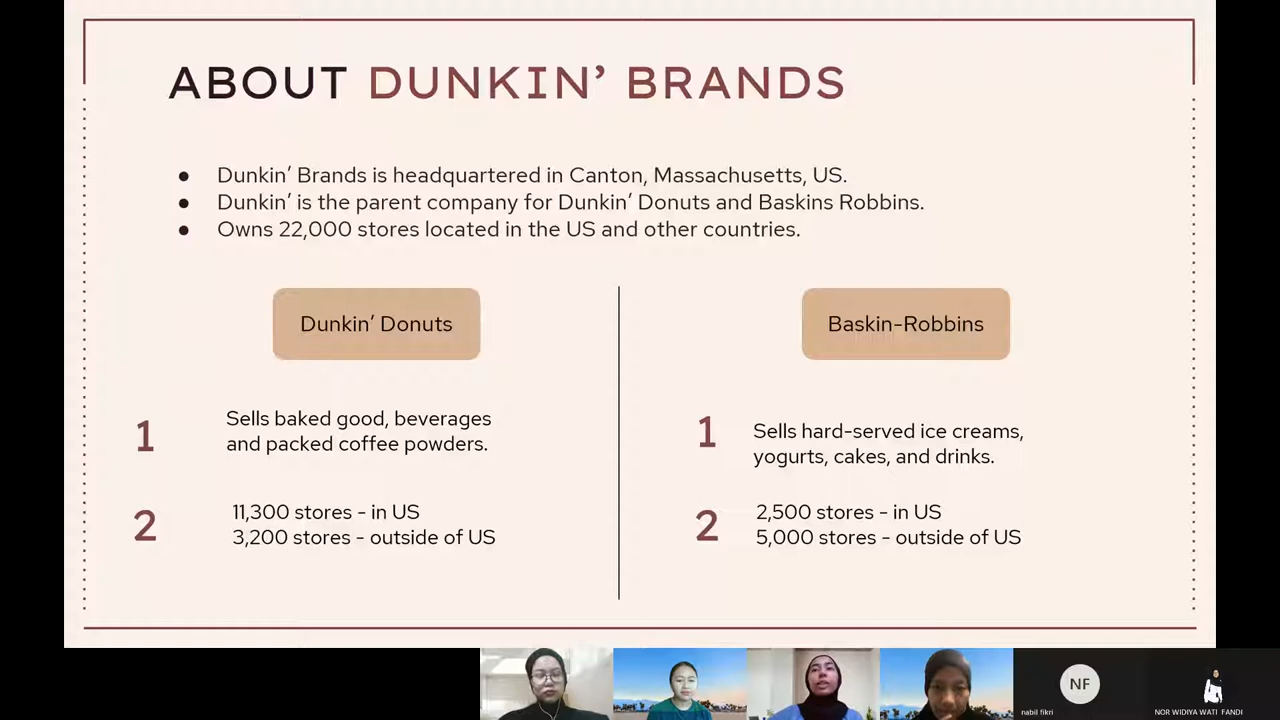 ABOUT DUNKIN’ BRANDS
● Dunkin’ Brands is headquartered in Canton, Massachusetts, US.
● Dunkin’ is the parent company for Dunkin’ Donuts and Baskins Robbins.
● Owns 22,000 stores located in the US and other countries.
Dunkin’ Donuts
1
Sells baked good, beverages
and packed coffee powders.
2
11,300 stores - in US
3,200 stores - outside of US
Baskin-Robbins
1
Sells hard-served ice creams,
yogurts, cakes, and drinks.
2
2,500 stores - in US
5,000 stores - outside of US
NF
nabil fikri
NOR WIDIYA WATI FANDI